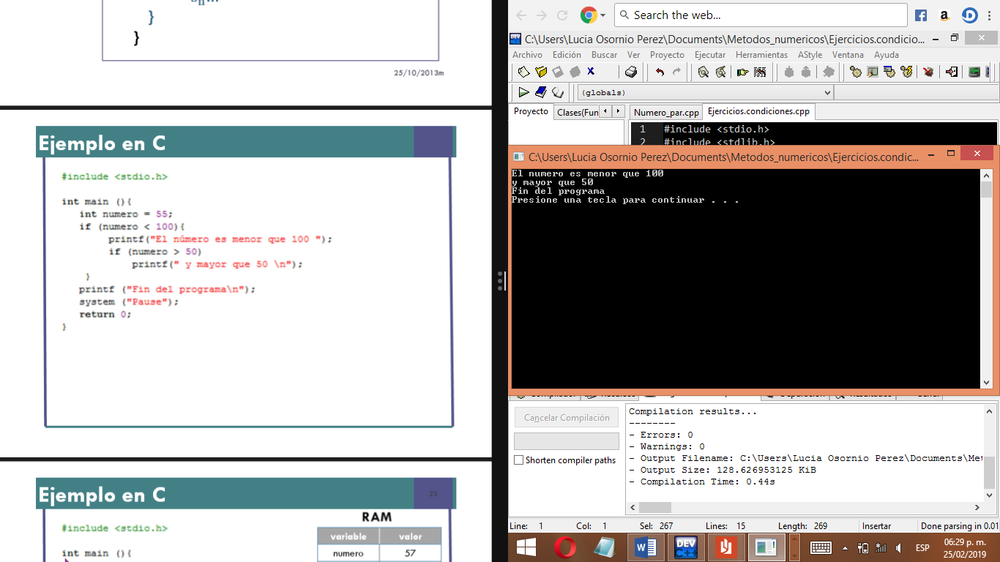 }
}
25/10/2013m
Ejemplo en C
#include <stdio.h>
int main (){
int numero = 55;
if (numero < 100){
printf("El número es menor que 100 ");
if (numero > 50)
printf(" y mayor que 50 \n");
}
printf ("Fin del programa\n");
system ("Pause");
return 0;
}
Ejemplo en C
23
#include <stdio.h>
int main (){
RAM
variable valor
numero 57
Search the web...
C:\Users\Lucia Osornio Perez\Documents\Metodos_numericos\Ejercicios.condicio...
Archivo Edición Buscar Ver Proyecto Ejecutar Herramientas AStyle Ventana Ayuda
(globals)
Proyecto Clases(Fun Numero_par.cpp Ejercicios.condiciones.cpp
1 #include <stdio.h>
2 #include <stdlib.h>
C:\Users\Lucia Osornio Perez\Documents\Metodos_numericos\Ejercicios.condic...
El numero es menor que 100
y mayor que 50
Fin del programa
Presione una tecla para continuar . . .
Cancelar Compilación
Shorten compiler paths
Compilation results...
--------
- Errors: 0
- Warnings: 0
- Output Filename: C:\Users\Lucia Osornio Perez\Documents\Met
- Output Size: 128.626953125 KiB
- Compilation Time: 0.44s
Line: 1 Col: 1 Sel: 267 Lines: 15 Length: 269 Insertar Done parsing in 0.01
ESP
06:29 p. m.
25/02/2019